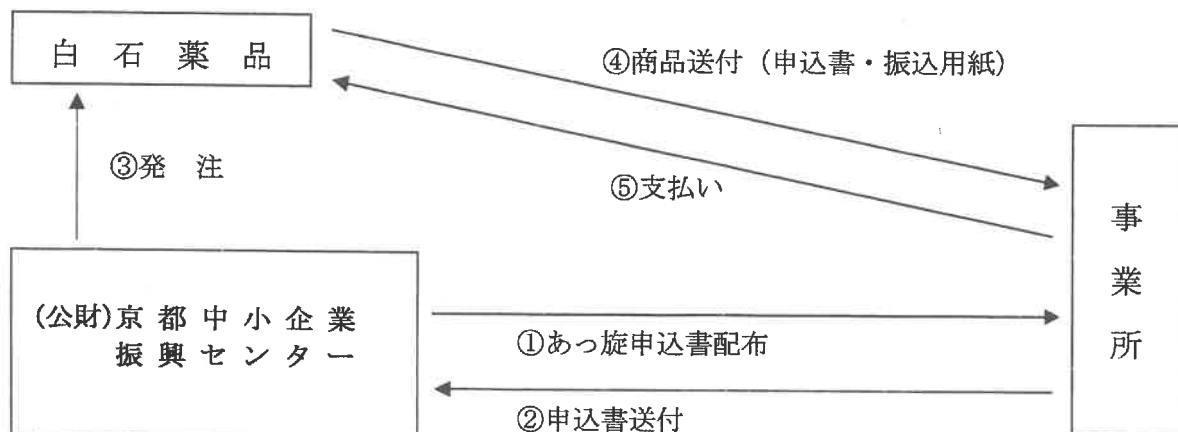 白石薬品
④商品送付（申込書・振込用紙）
③発 注
⑤支払い
事業所
(公財)京都中小企業
振興センター
①あっ旋申込書配布
②申込書送付